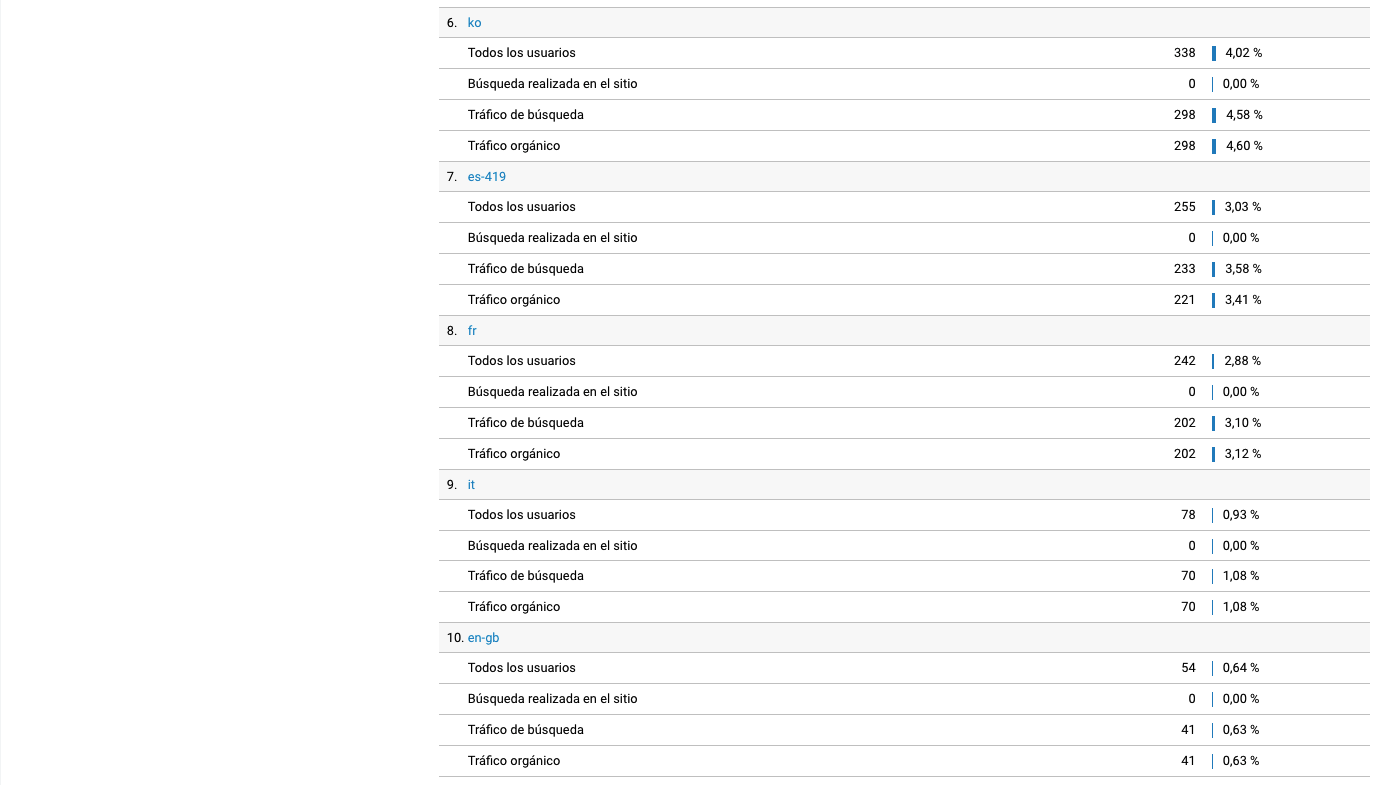 6. ko
Todos los usuarios 338 4,02 %
Búsqueda realizada en el sitio 0 0,00 %
Tráfico de búsqueda 298 4,58 %
Tráfico orgánico 298 4,60 %
7. es-419
Todos los usuarios 255 3,03 %
Búsqueda realizada en el sitio 0 0,00 %
Tráfico de búsqueda 233 3,58 %
Tráfico orgánico 221 3,41 %
8. fr
Todos los usuarios 242 2,88 %
Búsqueda realizada en el sitio 0 0,00 %
Tráfico de búsqueda 202 3,10 %
Tráfico orgánico 202 3,12 %
9. it
Todos los usuarios 78 0,93 %
Búsqueda realizada en el sitio 0 0,00 %
Tráfico de búsqueda 70 1,08 %
Tráfico orgánico 70 1,08 %
10. en-gb
Todos los usuarios 54 0,64 %
Búsqueda realizada en el sitio 0 0,00 %
Tráfico de búsqueda 41 0,63 %
Tráfico orgánico 41 0,63 %